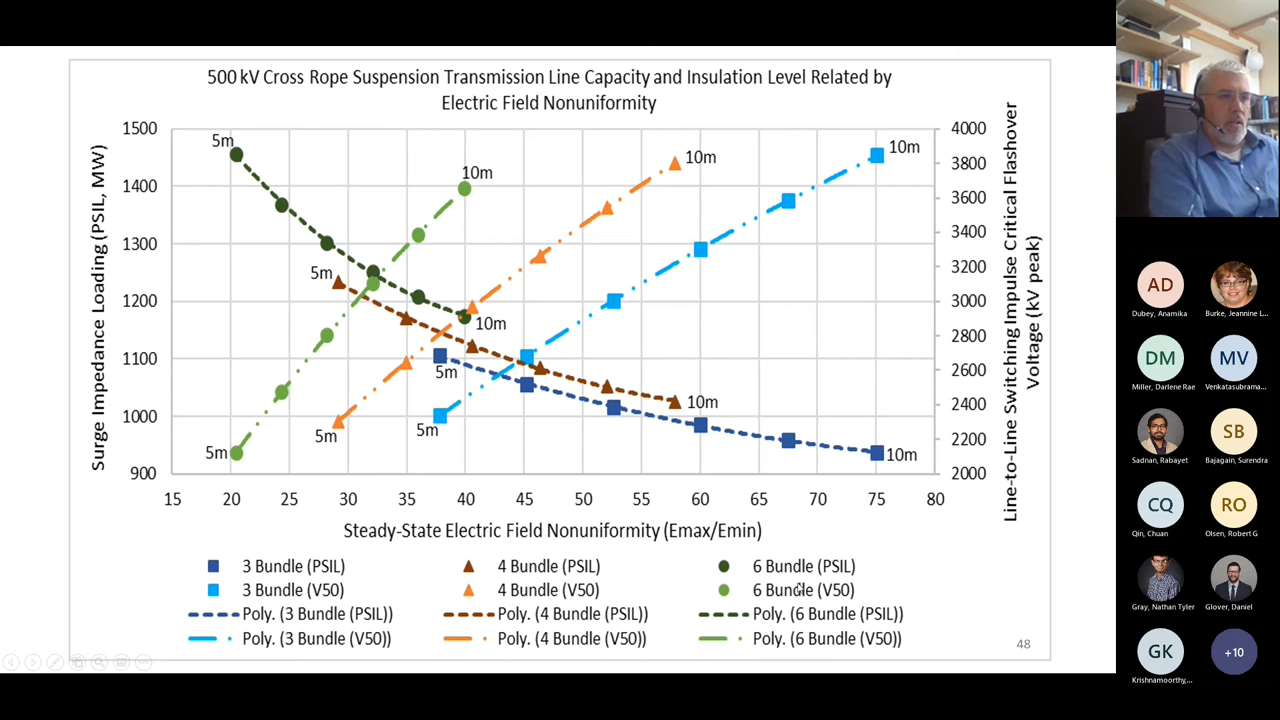 500 kV Cross Rope Suspension Transmission Line Capacity and Insulation Level Related by
Electric Field Nonuniformity
Surge Impedance Loading (PSIL, MW)
1500
1400
1300
1200
1100
1000
900
4000
3800
3600
3400
3200
3000
2800
2600
2400
2200
2000
Line-to-Line Switching Impulse Critical Flashover
Voltage (kV peak)
5m
10m
5m
10m
5m
10m
5m
10m
5m
10m
5m
10m
15 20 25 30 35 40 45 50 55 60 65 70 75 80
Steady-State Electric Field Nonuniformity (Emax/Emin)
3 Bundle (PSIL) 4 Bundle (PSIL) 6 Bundle (PSIL)
3 Bundle (V50) 4 Bundle (V50) 6 Bundle (V50)
Poly. (3 Bundle (PSIL)) Poly. (4 Bundle (PSIL)) Poly. (6 Bundle (PSIL))
Poly. (3 Bundle (V50)) Poly. (4 Bundle (V50)) Poly. (6 Bundle (V50))
48
AD
Dubey, Anamika
Burke, Jeannine L...
DM
Miller, Darlene Rae
MV
Venkatasubrama...
Sadnan, Rabayet
SB
Bajagain, Surendra
CQ
Qin, Chuan
RO
Olsen, Robert G
Gray, Nathan Tyler
Glover, Daniel
GK
Krishnamoorthy,...
+10